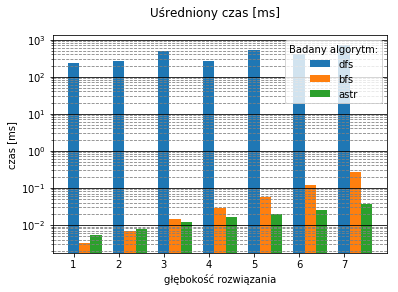 Uśredniony czas [ms]
10³
10²
10¹
10⁰
10⁻¹
10⁻²
czas [ms]
Badany algorytm:
dfs
bfs
astr
1 2 3 4 5 6 7
głębokość rozwiązania